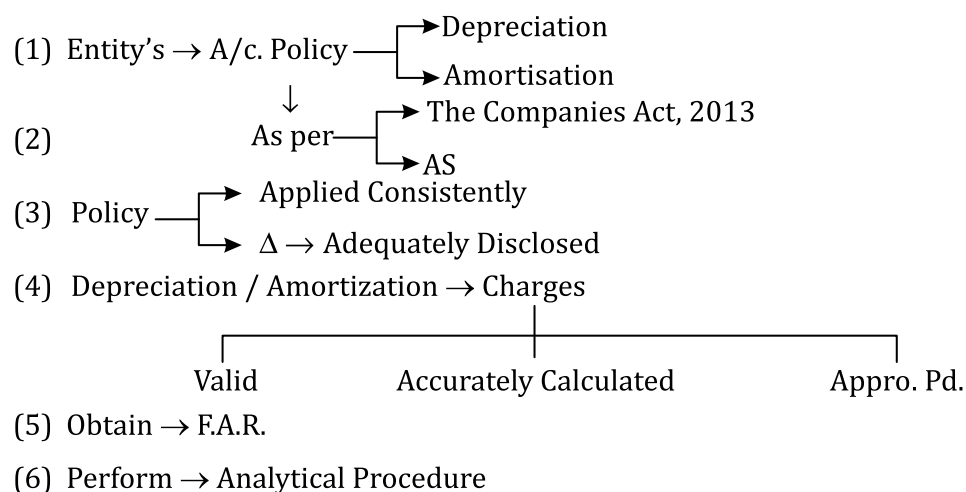 Depreciation
(1) Entity’s → A/c. Policy
Amortisation
↓
The Companies Act, 2013
(2) As per
AS
Applied Consistently
(3) Policy
Δ → Adequately Disclosed
(4) Depreciation / Amortization → Charges
Valid Accurately Calculated Appro. Pd.
(5) Obtain → F.A.R.
(6) Perform → Analytical Procedure